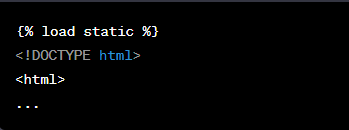 {% load static %}
<!DOCTYPE html>
<html>
...